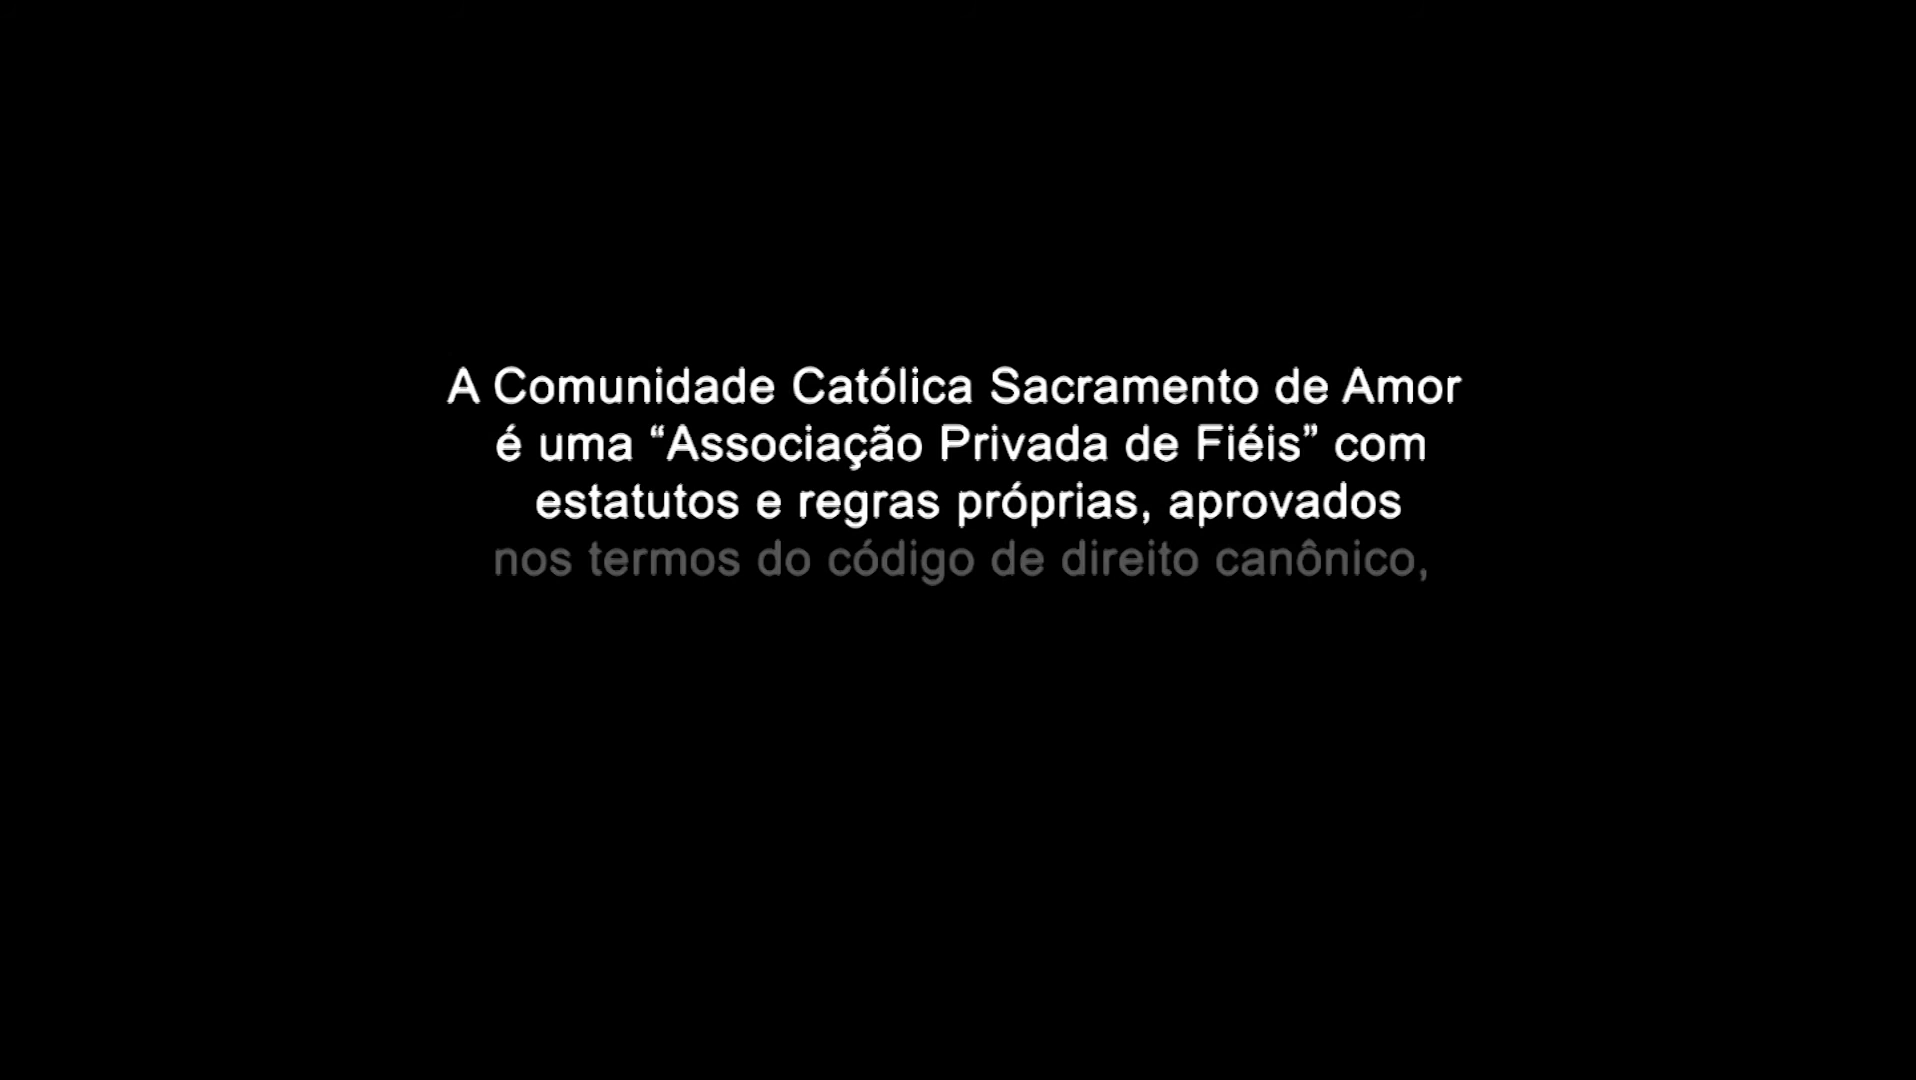 A Comunidade Católica Sacramento de Amor
é uma “Associação Privada de Fiéis” com
estatutos e regras próprias, aprovados
nos termos do código de direito canônico,